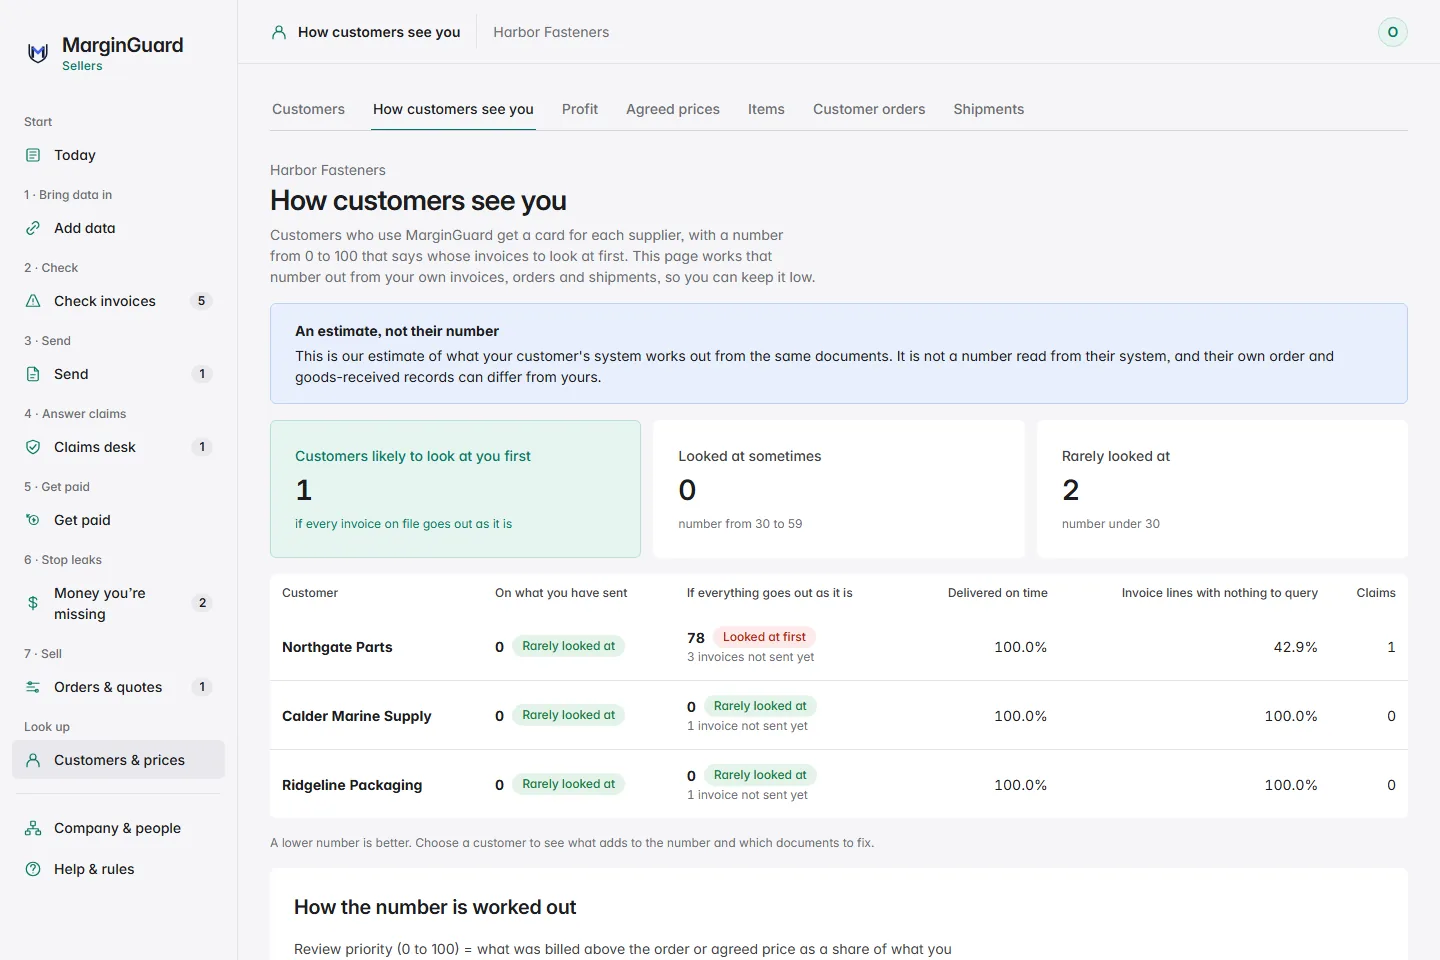 MarginGuard
Sellers
Start
Today
1 · Bring data in
Add data
2 · Check
Check invoices 5
3 · Send
Send 1
4 · Answer claims
Claims desk 1
5 · Get paid
Get paid
6 · Stop leaks
Money you're
missing 2
7 · Sell
Orders & quotes 1
Look up
Customers & prices
Company & people
Help & rules
How customers see you Harbor Fasteners O
Customers How customers see you Profit Agreed prices Items Customer orders Shipments
Harbor Fasteners
How customers see you
Customers who use MarginGuard get a card for each supplier, with a number
from 0 to 100 that says whose invoices to look at first. This page works that
number out from your own invoices, orders and shipments, so you can keep it low.
An estimate, not their number
This is our estimate of what your customer's system works out from the same documents. It is not a number read from their system, and their own order and
goods-received records can differ from yours.
Customers likely to look at you first
1
if every invoice on file goes out as it is
Looked at sometimes
0
number from 30 to 59
Rarely looked at
2
number under 30
Customer On what you have sent If everything goes out as it is Delivered on time Invoice lines with nothing to query Claims
Northgate Parts 0 Rarely looked at 78 Looked at first 100.0% 42.9% 1
3 invoices not sent yet
Calder Marine Supply 0 Rarely looked at 0 Rarely looked at 100.0% 100.0% 0
1 invoice not sent yet
Ridgeline Packaging 0 Rarely looked at 0 Rarely looked at 100.0% 100.0% 0
1 invoice not sent yet
A lower number is better. Choose a customer to see what adds to the number and which documents to fix.
How the number is worked out
Review priority (0 to 100) = what was billed above the order or agreed price as a share of what you